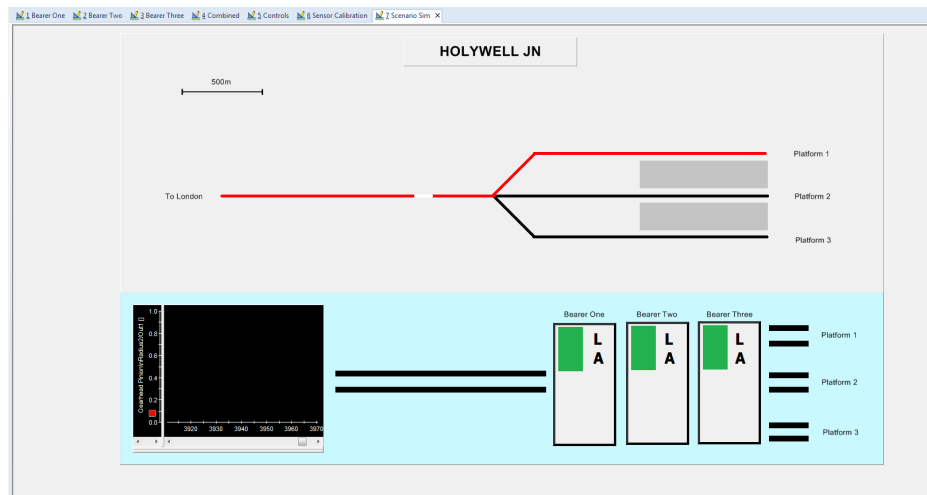 1 Bearer One 2 Bearer Two 3 Bearer Three 4 Combined 5 Controls 6 Sensor Calibration 7 Scenario Sim
HOLYWELL JN
500m
Platform 1
To London
Platform 2
Platform 3
Bearer One Bearer Two Bearer Three
1.0
0.8
0.6
0.4
0.2
0.0
3920 3930 3940 3950 3960 3970
L L L
A A A
Platform 1
Platform 2
Platform 3